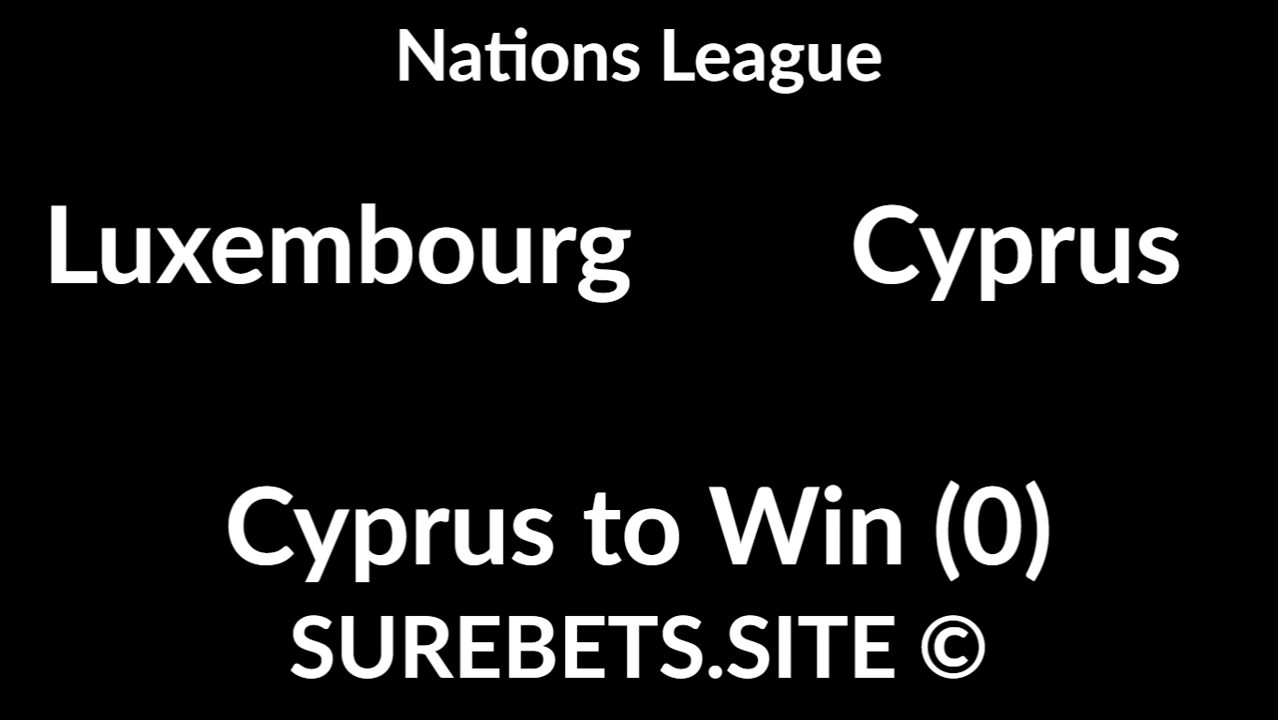 Nations League
Luxembourg Cyprus
Cyprus to Win (0)
SUREBETS.SITE ©